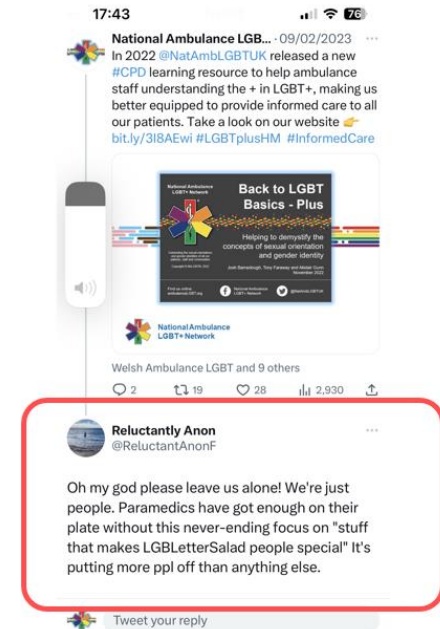 17:43
76
National Ambulance LGB... · 09/02/2023
In 2022 @NatAmbLGBTUK released a new
#CPD learning resource to help ambulance
staff understanding the + in LGBT+, making us
better equipped to provide informed care to all
our patients. Take a look on our website 👉
bit.ly/3I8AEwi #LGBTplusHM #InformedCare
National Ambulance
LGBT+ Network
Back to LGBT
Basics - Plus
Helping to demystify the
concepts of sexual orientation
and gender identity
November 2022
National Ambulance
LGBT+ Network
Welsh Ambulance LGBT and 9 others
2 19 28 2,930
Reluctantly Anon
@ReluctantAnonF
Oh my god please leave us alone! We're just
people. Paramedics have got enough on their
plate without this never-ending focus on "stuff
that makes LGBLetterSalad people special" It's
putting more ppl off than anything else.
Tweet your reply